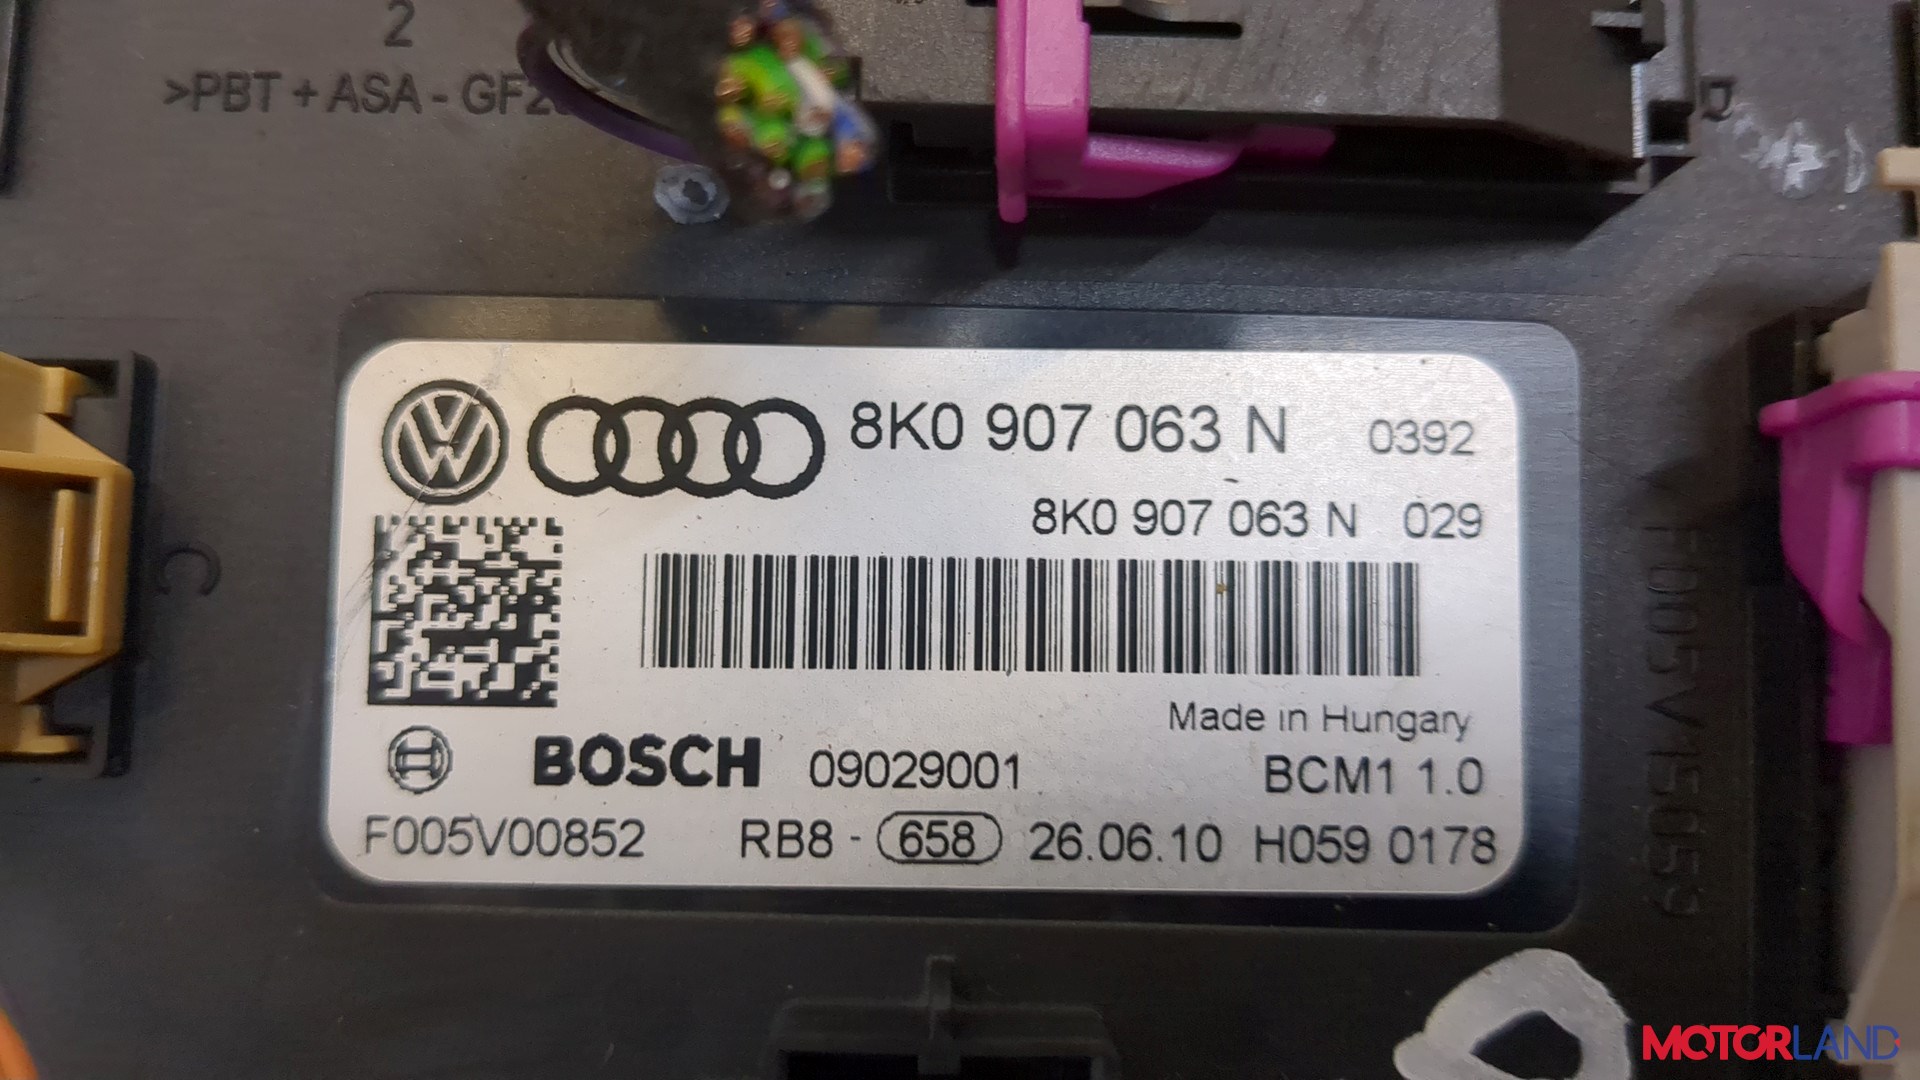 2
>PBT + ASA - GF
D
8K0 907 063 N 0392
8K0 907 063 N 029
C
Made in Hungary
BOSCH 09029001 BCM1 1.0
F005V00852 RB8 - 658 26.06.10 H059 0178
F005V15059
MOTORLAND